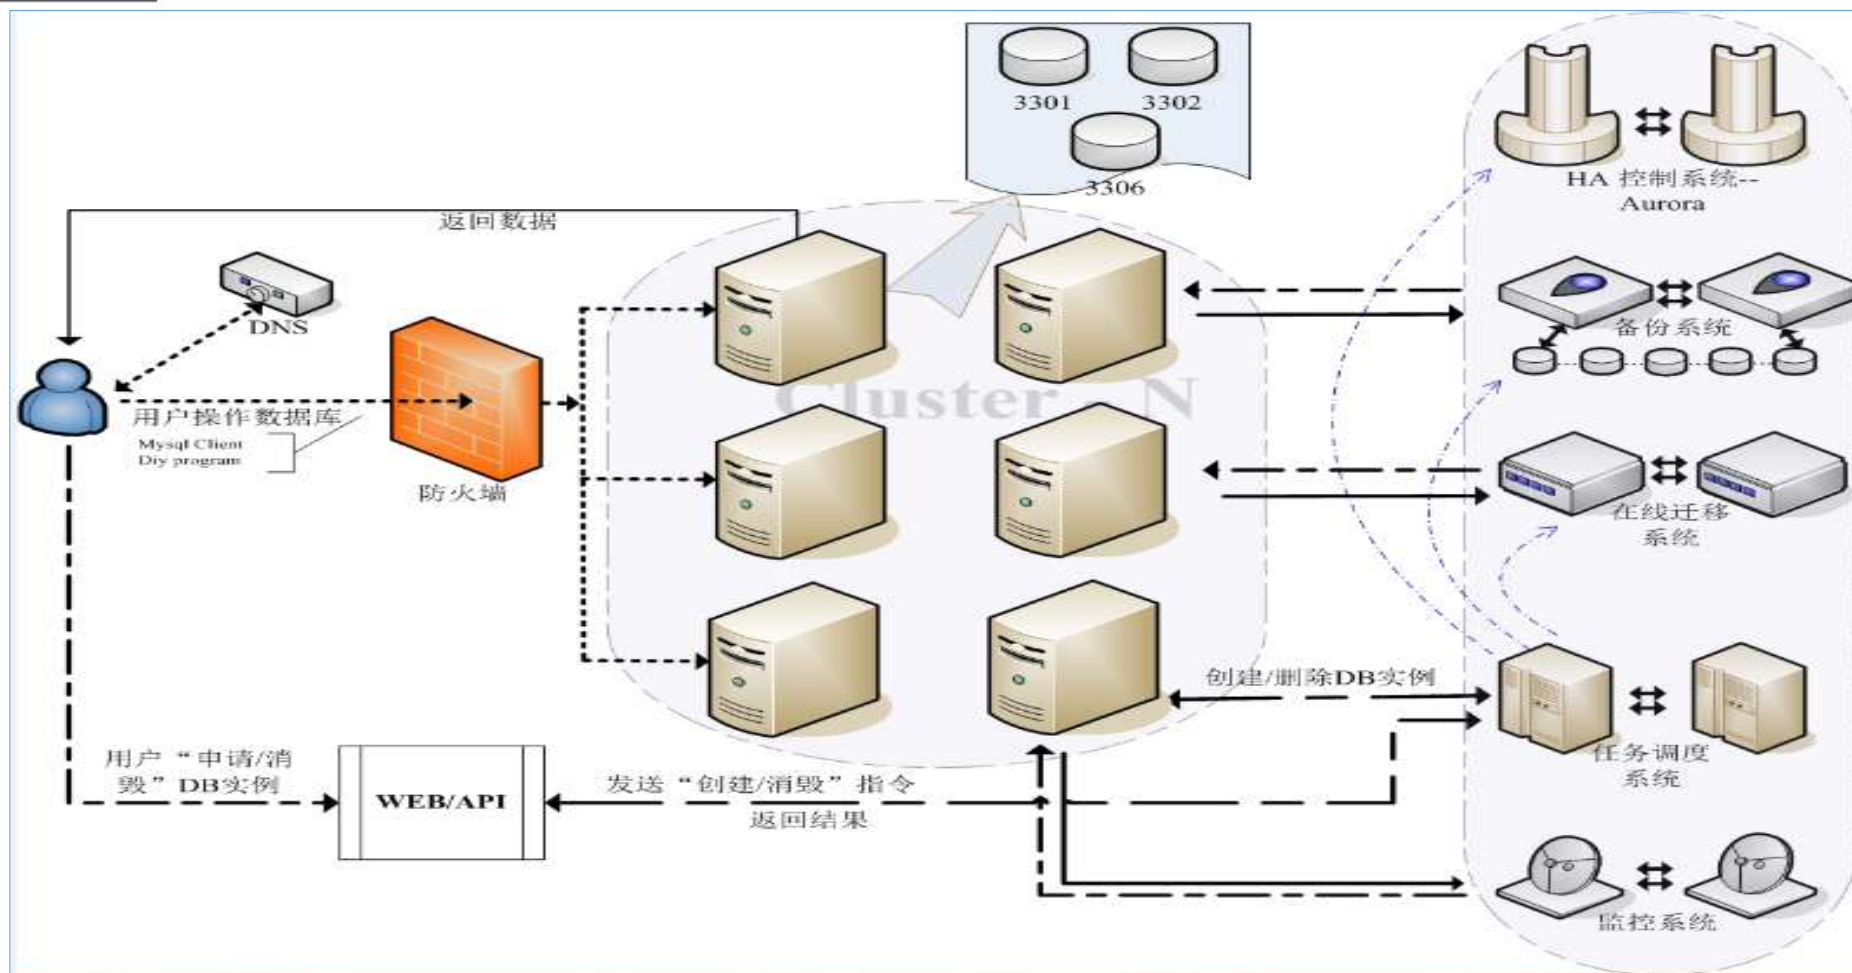 3301
3302
3306
HA 控制系统--
Aurora
返回数据
DNS
备份系统
Cluster - N
用户操作数据库
Mysql Client
Diy program
防火墙
在线迁移
系统
创建/删除DB实例
用户“申请/消
毁”DB实例
WEB/API
发送“创建/消毁”指令
返回结果
任务调度
系统
监控系统